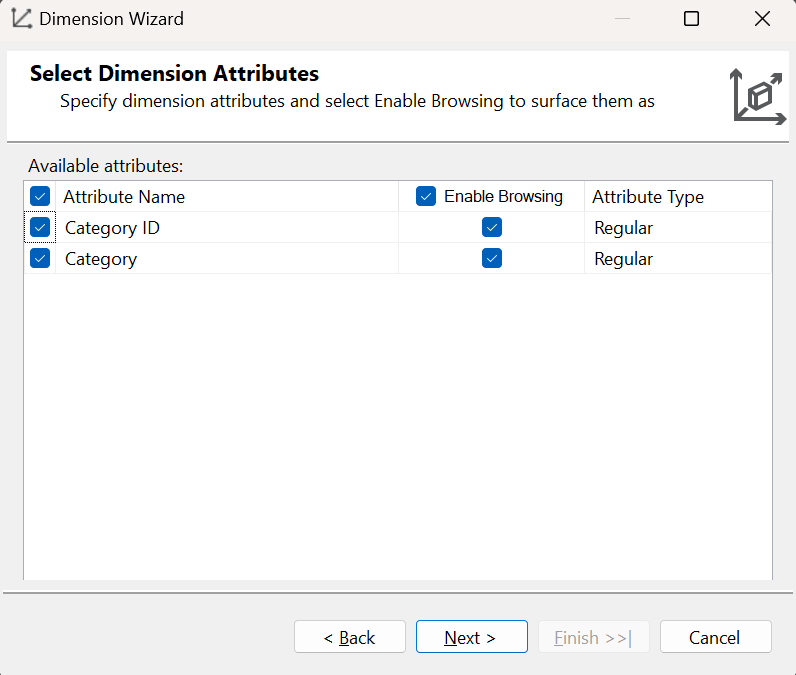 Dimension Wizard
Select Dimension Attributes
Specify dimension attributes and select Enable Browsing to surface them as
Available attributes:
Attribute Name Enable Browsing Attribute Type
Category ID Regular
Category Regular
< Back Next > Finish >>| Cancel